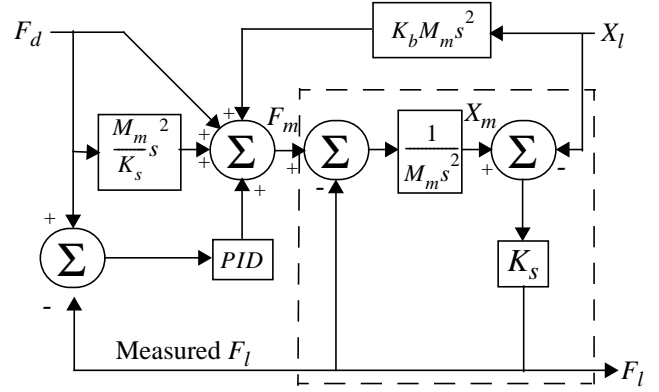 F_d
K_b M_m s^2
X_l
M_m
K_s
s^2
+
+
+
+
+
Σ
F_m
+
-
Σ
1
M_m s^2
X_m
+
-
Σ
+
-
Σ
PID
K_s
Measured F_l
F_l